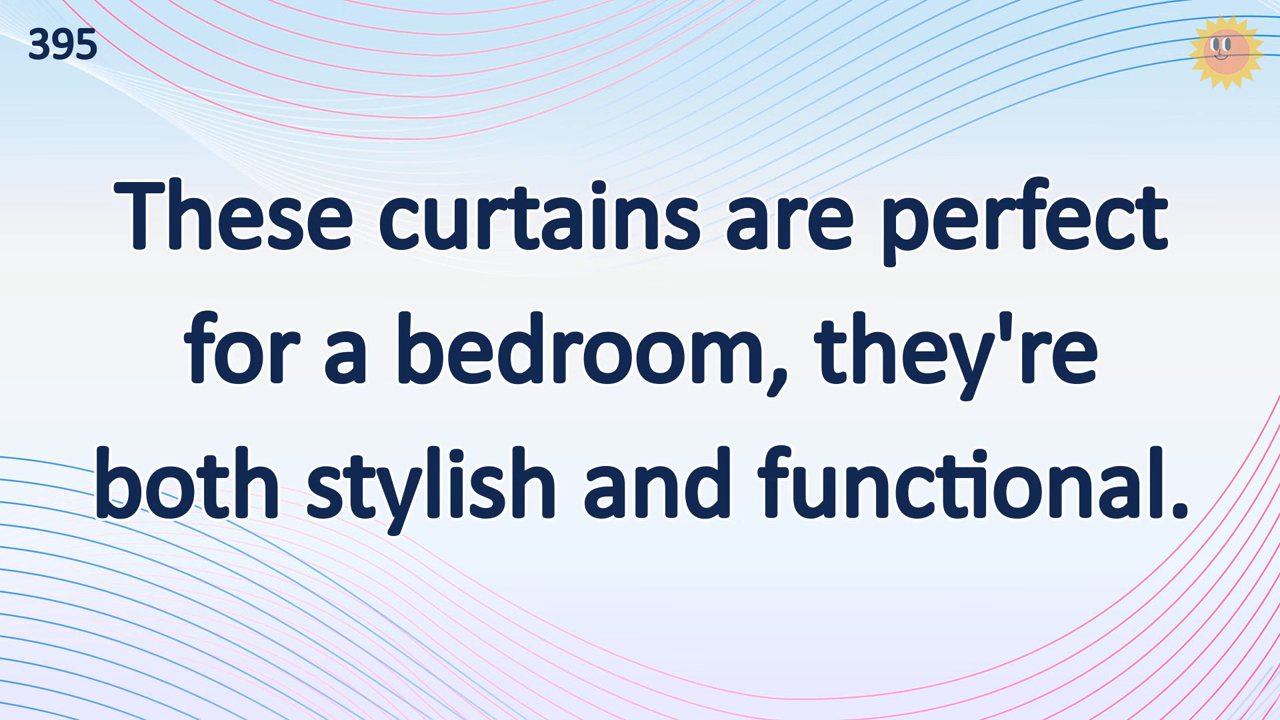 395
These curtains are perfect
for a bedroom, they're
both stylish and functional.